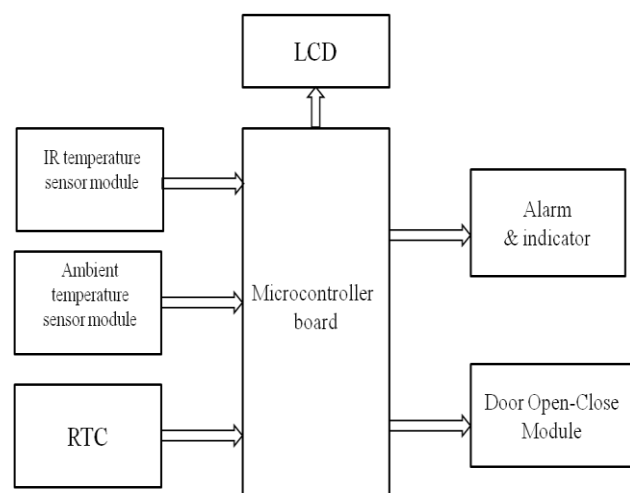 LCD
IR temperature
sensor module
Ambient
temperature
sensor module
RTC
Microcontroller
board
Alarm
& indicator
Door Open-Close
Module